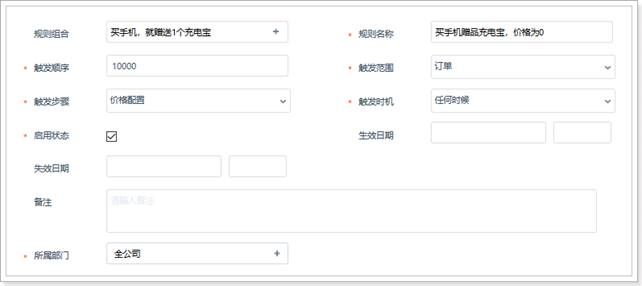 规则组合 买手机，就赠送1个充电宝 +
* 规则名称 买手机赠品充电宝，价格为0
* 触发顺序 10000
* 触发范围 订单
* 触发步骤 价格配置
* 触发时机 任何时候
* 启用状态
生效日期
失效日期
备注 请输入备注
* 所属部门 全公司 +